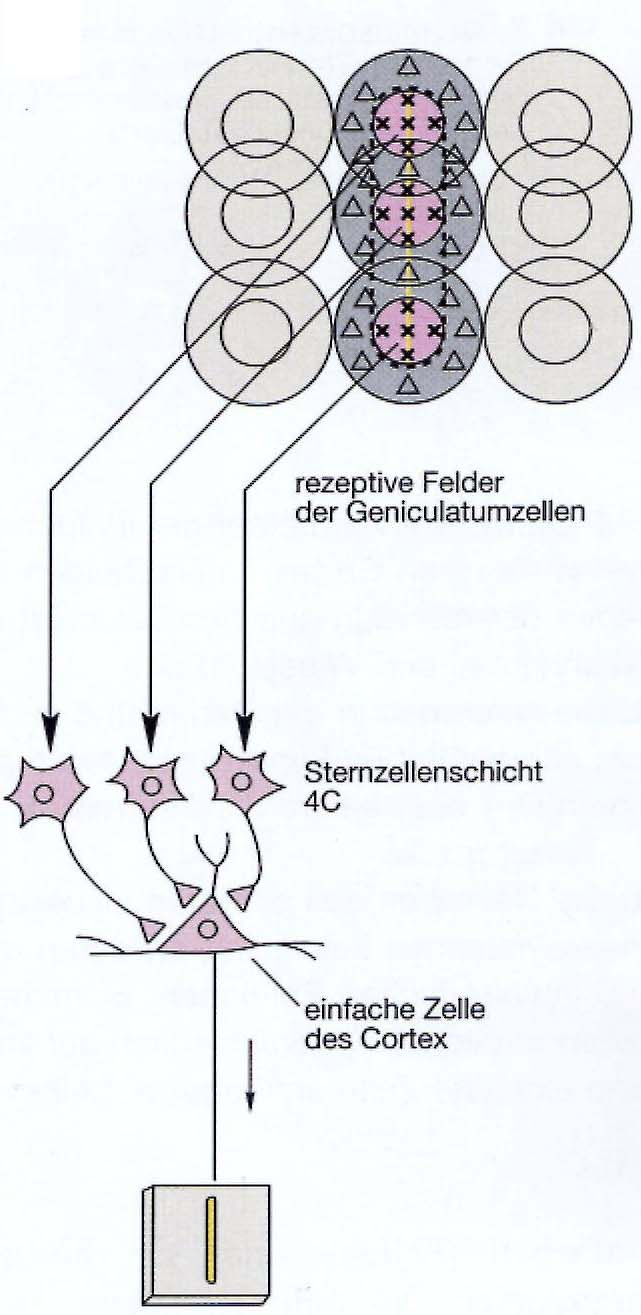 rezeptive Felder
der Geniculatumzellen
Sternzellenschicht
4C
einfache Zelle
des Cortex